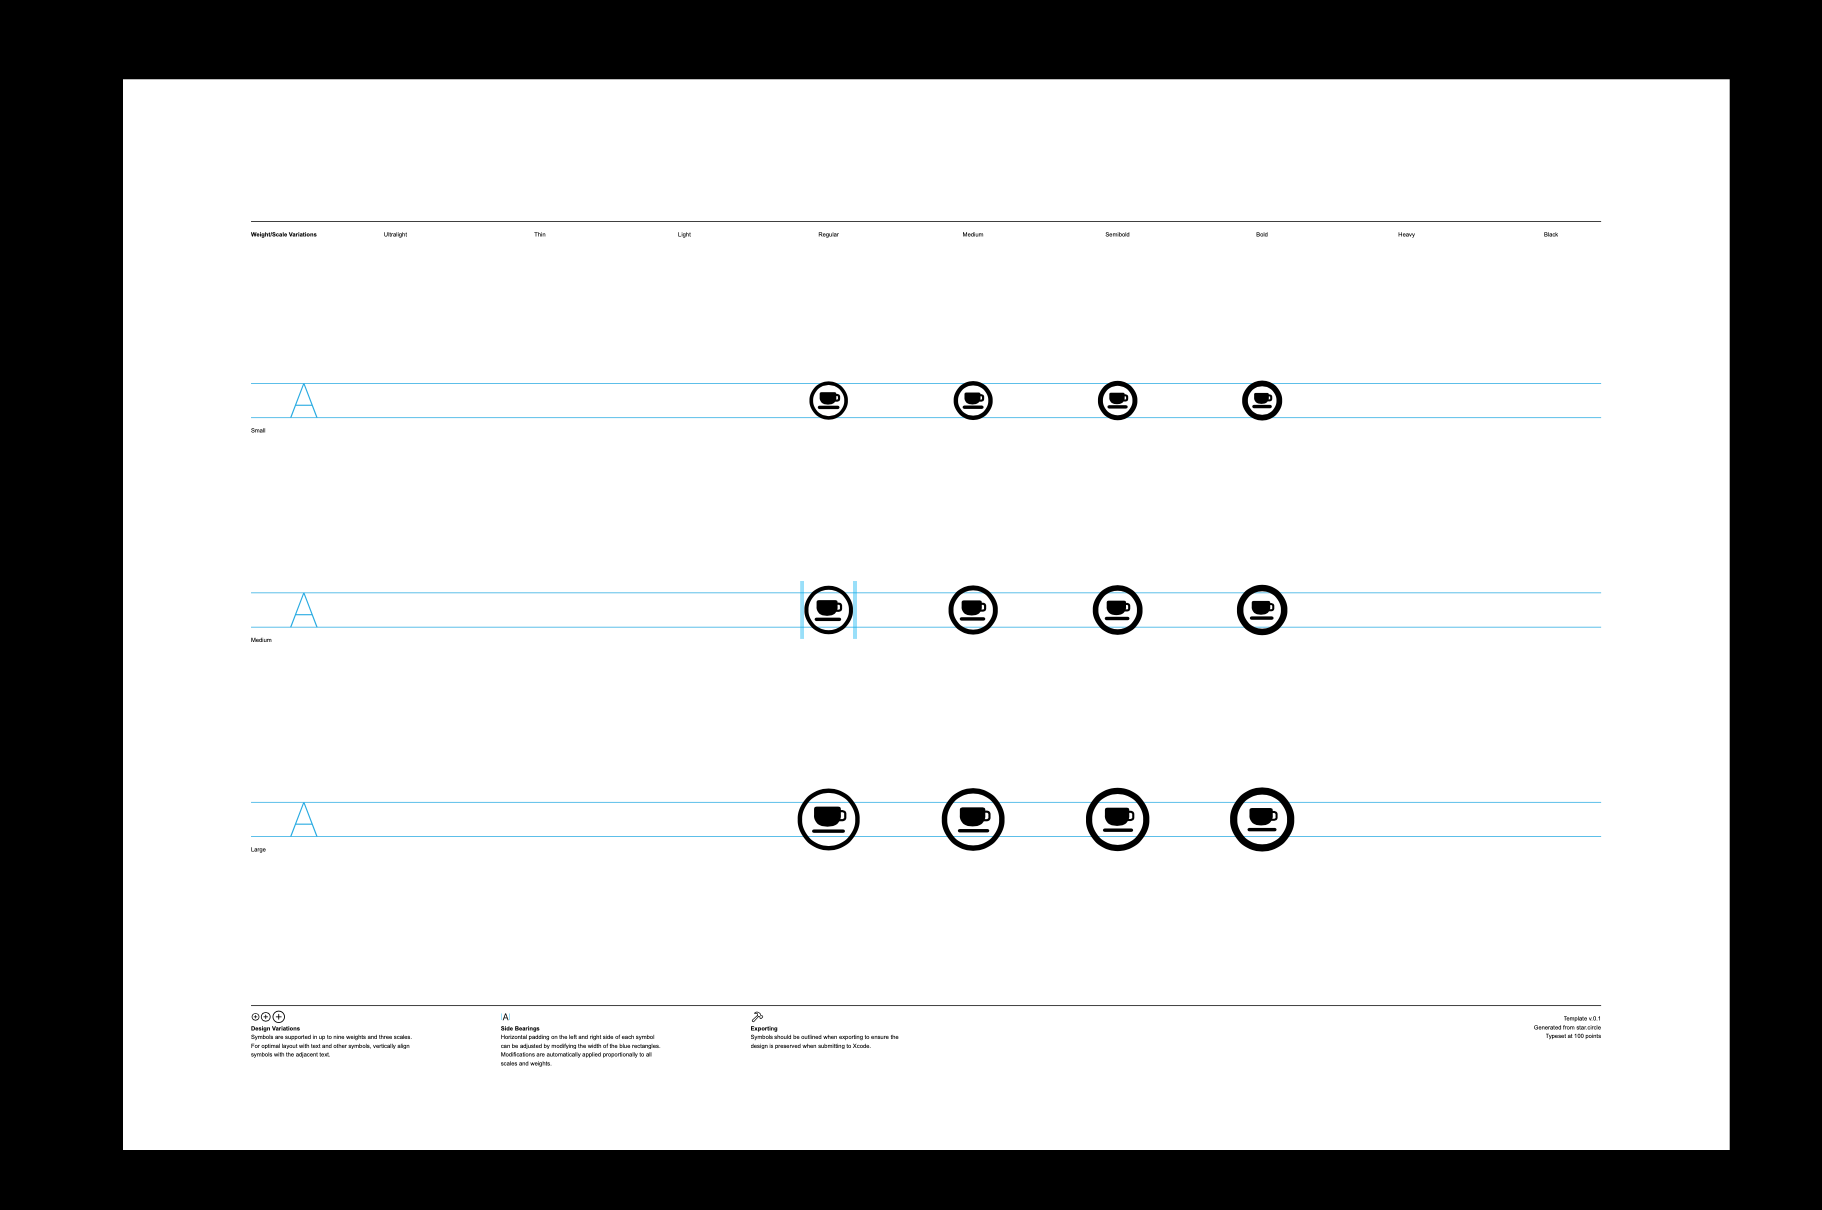 Weight/Scale Variations Ultralight Thin Light Regular Medium Semibold Bold Heavy Black
A
Small
A
Medium
A
Large
A
Design Variations
Symbols are supported in up to nine weights and three scales.
For optimal layout with text and other symbols, vertically align
symbols with the adjacent text.
Side Bearings
Horizontal padding on the left and right side of each symbol
can be adjusted by modifying the width of the blue rectangles.
Modifications are automatically applied proportionally to all
scales and weights.
Exporting
Symbols should be outlined when exporting to ensure the
design is preserved when submitting to Xcode.
Template v.0.1
Generated from star.circle
Typeset at 100 points